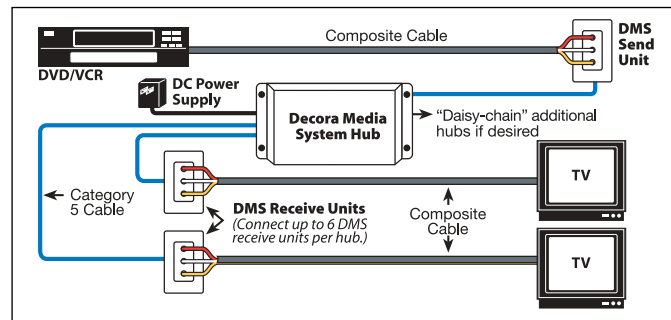 Composite Cable
DMS
Send
Unit
DVD/VCR
DC Power
Supply
Decora Media
System Hub
“Daisy-chain” additional
hubs if desired
TV
Category
5 Cable
DMS Receive Units
(Connect up to 6 DMS
receive units per hub.)
Composite
Cable
TV